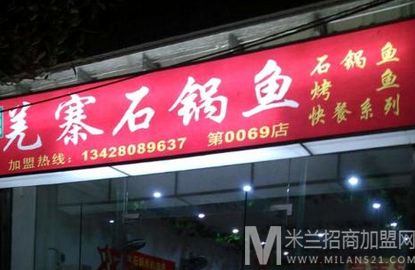 羌寨石锅鱼
加盟热线：13428089637 第0069店
石锅鱼
烤鱼
快餐系列
米兰招商加盟网
WWW.MILAN521.COM